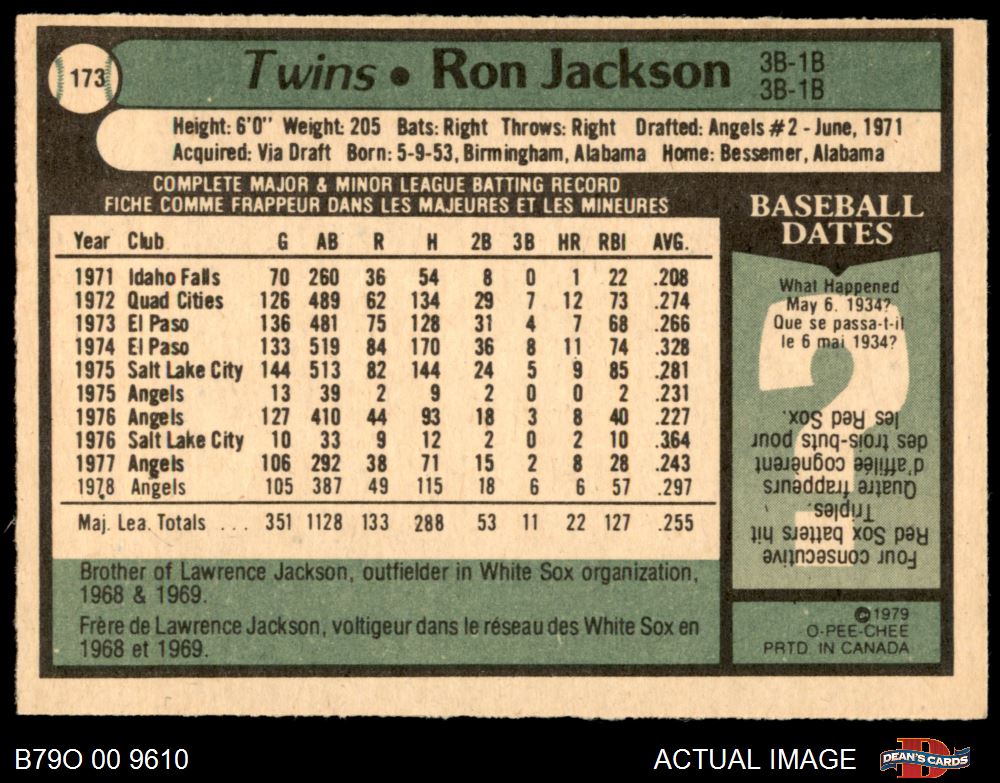 173
Twins • Ron Jackson 3B-1B
3B-1B
Height: 6'0" Weight: 205 Bats: Right Throws: Right Drafted: Angels #2 - June, 1971
Acquired: Via Draft Born: 5-9-53, Birmingham, Alabama Home: Bessemer, Alabama
COMPLETE MAJOR & MINOR LEAGUE BATTING RECORD
FICHE COMME FRAPPEUR DANS LES MAJEURES ET LES MINEURES
Year Club G AB R H 2B 3B HR RBI AVG.
1971 Idaho Falls 70 260 36 54 8 0 1 22 .208
1972 Quad Cities 126 489 62 134 29 7 12 73 .274
1973 El Paso 136 481 75 128 31 4 7 68 .266
1974 El Paso 133 519 84 170 36 8 11 74 .328
1975 Salt Lake City 144 513 82 144 24 5 9 85 .281
1975 Angels 13 39 2 9 2 0 0 2 .231
1976 Angels 127 410 44 93 18 3 8 40 .227
1976 Salt Lake City 10 33 9 12 2 0 2 10 .364
1977 Angels 106 292 38 71 15 2 8 28 .243
1978 Angels 105 387 49 115 18 6 6 57 .297
Maj. Lea. Totals ... 351 1128 133 288 53 11 22 127 .255
Brother of Lawrence Jackson, outfielder in White Sox organization,
1968 & 1969.
Frère de Lawrence Jackson, voltigeur dans le réseau des White Sox en
1968 et 1969.
BASEBALL
DATES
What Happened
May 6, 1934?
Que se passa-t-il
le 6 mai 1934?
Four consecutive
Red Sox batters hit
Triples.
Quatre frappeurs
d'affilée cognèrent
des trois-buts pour
les Red Sox.
©1979
O-PEE-CHEE
PRTD. IN CANADA
B79O 00 9610
ACTUAL IMAGE
D
DEAN'S CARDS